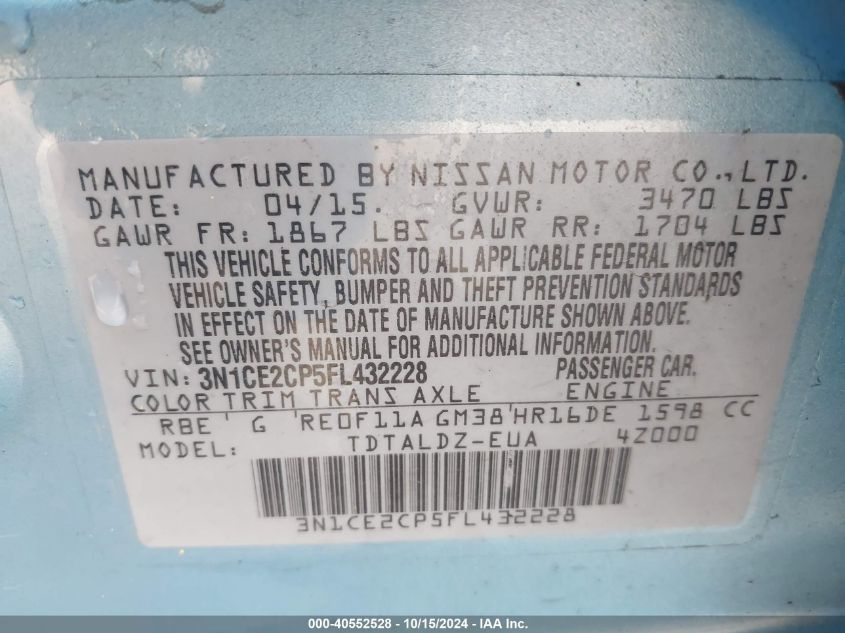 MANUFACTURED BY NISSAN MOTOR CO., LTD.
DATE: 04/15. GVWR: 3470 LBS
GAWR FR: 1867 LBS GAWR RR: 1704 LBS
THIS VEHICLE CONFORMS TO ALL APPLICABLE FEDERAL MOTOR
VEHICLE SAFETY, BUMPER AND THEFT PREVENTION STANDARDS
IN EFFECT ON THE DATE OF MANUFACTURE SHOWN ABOVE.
SEE OWNER'S MANUAL FOR ADDITIONAL INFORMATION.
VIN: 3N1CE2CP5FL432228 PASSENGER CAR.
COLOR TRIM TRANS AXLE ENGINE
RBE ' G 'RE0F11A GM38'HR16DE 1598 CC
MODEL: TDTALDZ-EUA 4Z000
3N1CE2CP5FL432228
000-40552528 - 10/15/2024 - IAA Inc.